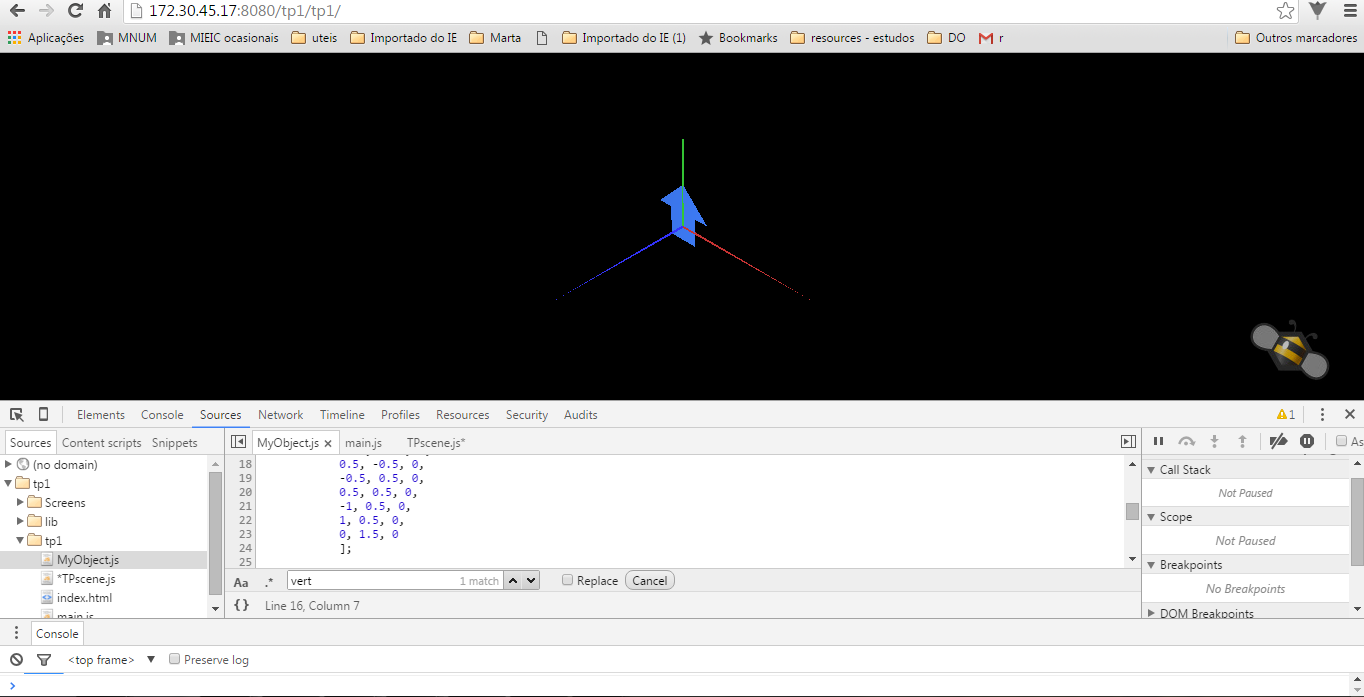 172.30.45.17:8080/tp1/tp1/
Aplicações MNUM MIEIC ocasionais uteis Importado do IE Marta Importado do IE (1) Bookmarks resources - estudos DO r Outros marcadores
Elements Console Sources Network Timeline Profiles Resources Security Audits 1
Sources Content scripts Snippets MyObject.js × main.js TPscene.js* As
(no domain)
tp1
Screens
lib
tp1
MyObject.js
*TPscene.js
index.html
main.js
18 0.5, -0.5, 0,
19 -0.5, 0.5, 0,
20 0.5, 0.5, 0,
21 -1, 0.5, 0,
22 1, 0.5, 0,
23 0, 1.5, 0
24 ];
25
Aa .* vert 1 match Replace Cancel
{} Line 16, Column 7
Call Stack
Not Paused
Scope
Not Paused
Breakpoints
No Breakpoints
DOM Breakpoints
Console
<top frame> ▼ Preserve log
>